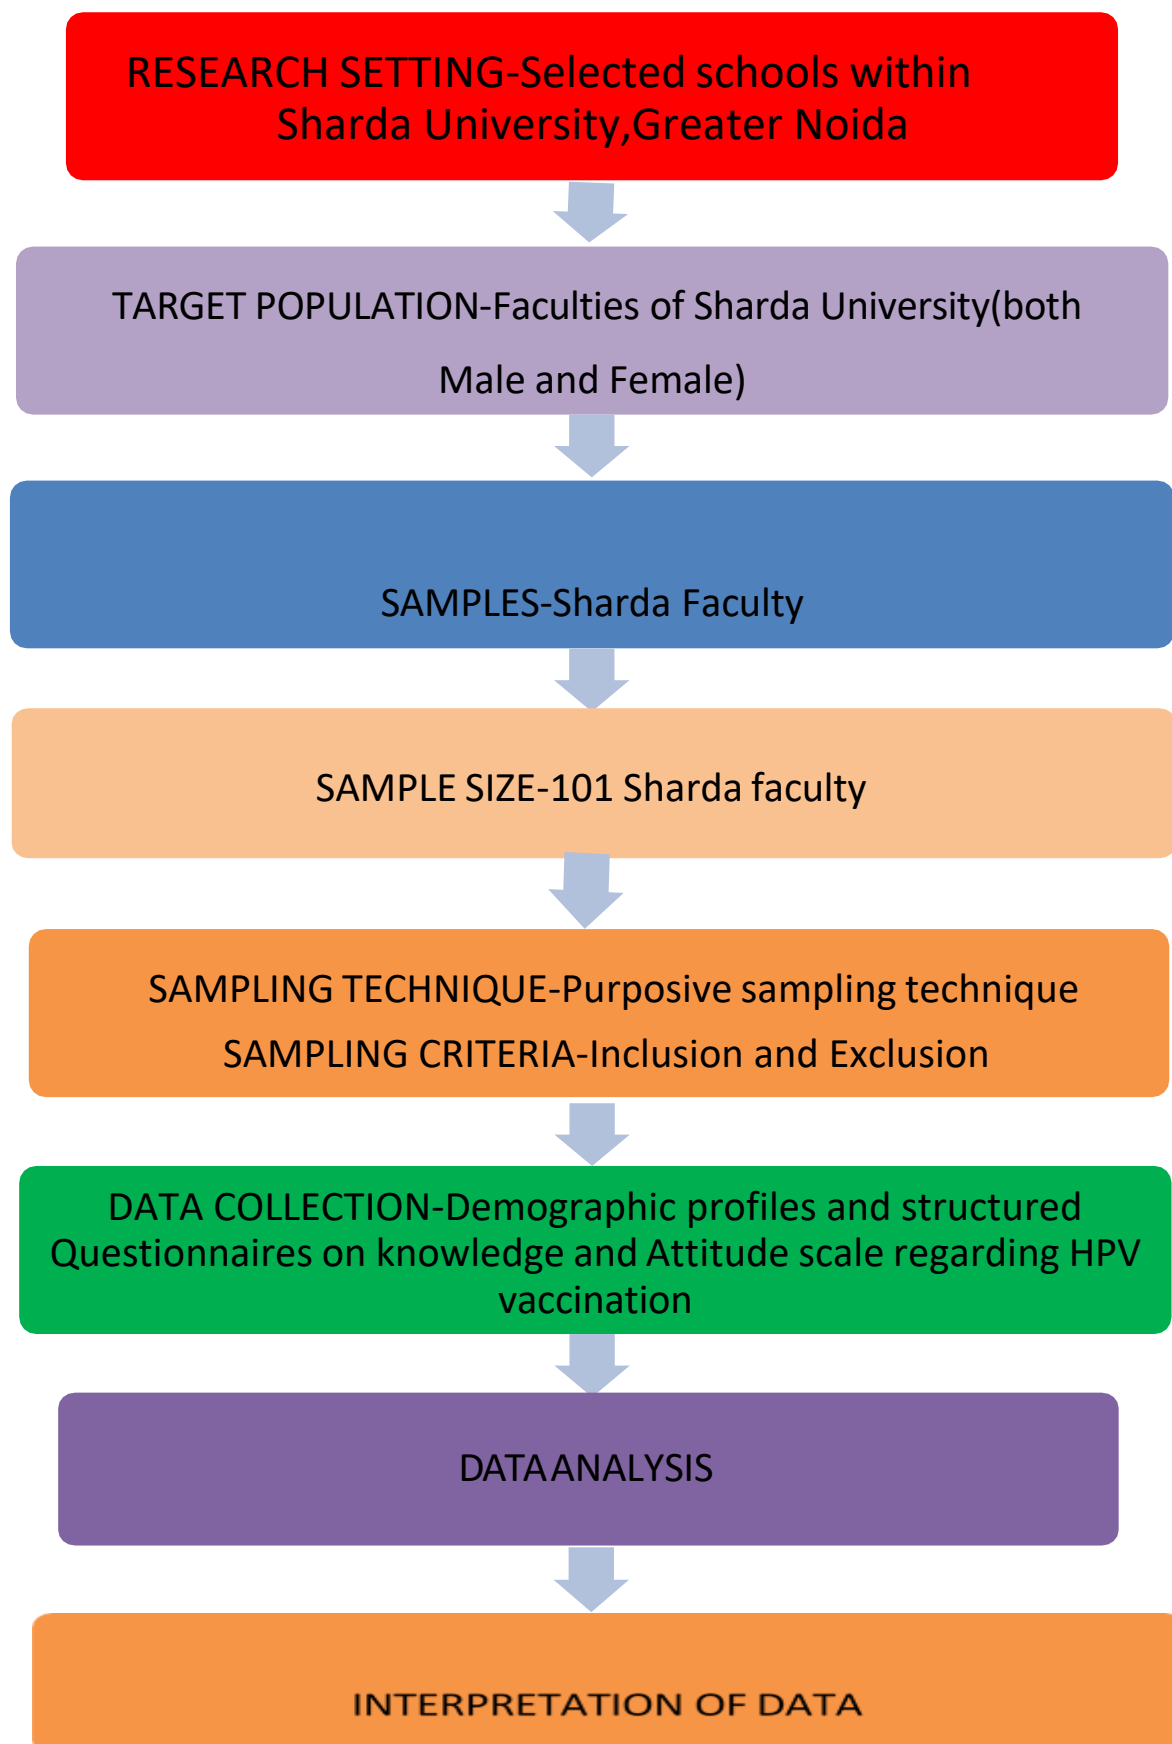 RESEARCH SETTING-Selected schools within
Sharda University,Greater Noida
TARGET POPULATION-Faculties of Sharda University(both
Male and Female)
SAMPLES-Sharda Faculty
SAMPLE SIZE-101 Sharda faculty
SAMPLING TECHNIQUE-Purposive sampling technique
SAMPLING CRITERIA-Inclusion and Exclusion
DATA COLLECTION-Demographic profiles and structured
Questionnaires on knowledge and Attitude scale regarding HPV
vaccination
DATA ANALYSIS
INTERPRETATION OF DATA